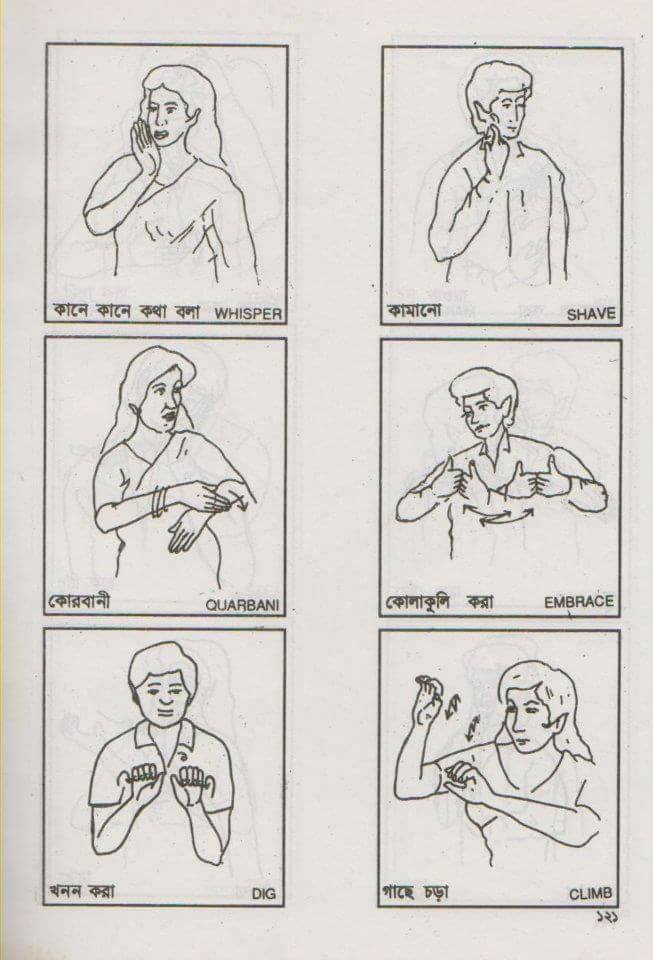 কানে কানে কথা বলা WHISPER
কামানো SHAVE
কোরবানী QUARBANI
কোলাকুলি করা EMBRACE
খনন করা DIG
গাছে চড়া CLIMB
১২১